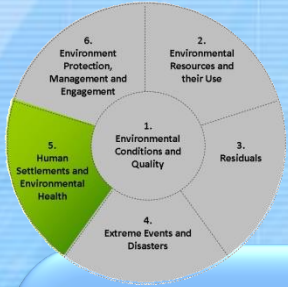 1.
Environmental
Conditions and
Quality
2.
Environmental
Resources and
their Use
3.
Residuals
4.
Extreme Events and
Disasters
5.
Human
Settlements and
Environmental
Health
6.
Environment
Protection,
Management and
Engagement